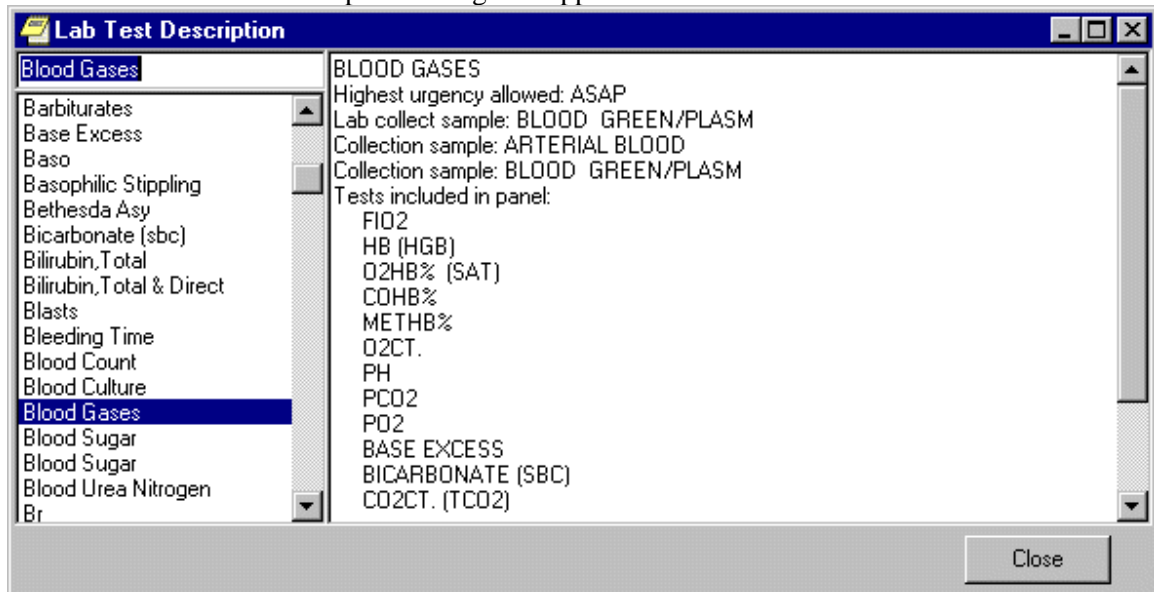 Lab Test Description
Blood Gases
Barbiturates
Base Excess
Baso
Basophilic Stippling
Bethesda Asy
Bicarbonate (sbc)
Bilirubin,Total
Bilirubin,Total & Direct
Blasts
Bleeding Time
Blood Count
Blood Culture
Blood Gases
Blood Sugar
Blood Sugar
Blood Urea Nitrogen
Br
BLOOD GASES
Highest urgency allowed: ASAP
Lab collect sample: BLOOD  GREEN/PLASM
Collection sample: ARTERIAL BLOOD
Collection sample: BLOOD  GREEN/PLASM
Tests included in panel:
FIO2
HB (HGB)
O2HB%  (SAT)
COHB%
METHB%
O2CT.
PH
PCO2
PO2
BASE EXCESS
BICARBONATE (SBC)
CO2CT. (TCO2)
Close